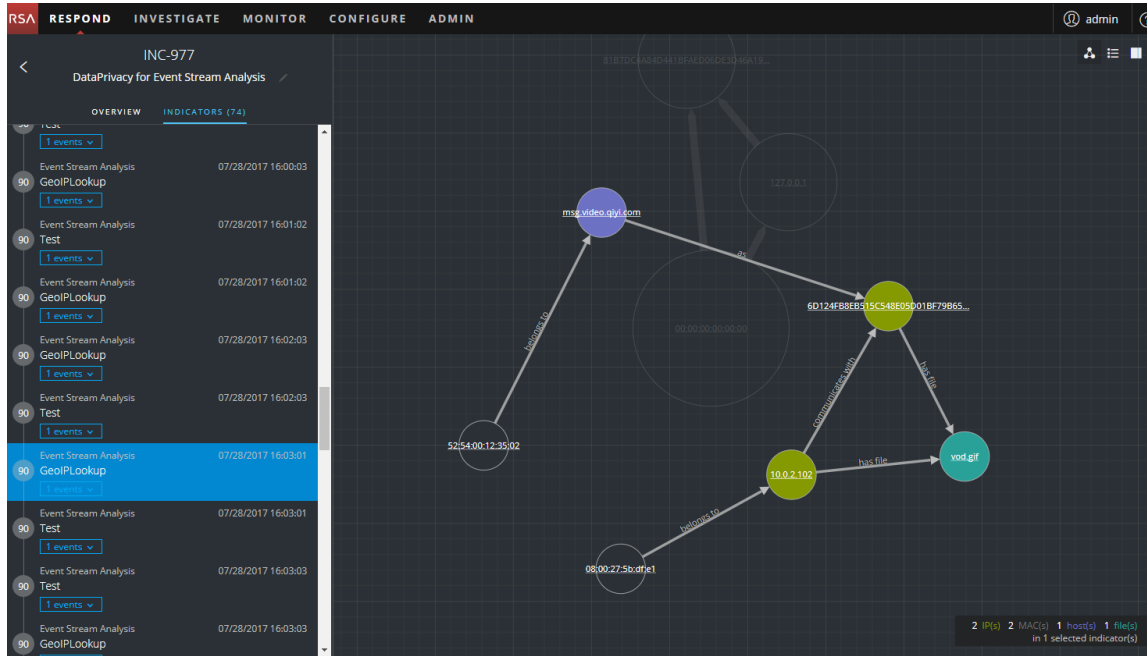 RSA RESPOND INVESTIGATE MONITOR CONFIGURE ADMIN admin
INC-977
DataPrivacy for Event Stream Analysis
OVERVIEW INDICATORS (74)
90 Test
1 events
Event Stream Analysis 07/28/2017 16:00:03
90 GeoIPLookup
1 events
Event Stream Analysis 07/28/2017 16:01:02
90 Test
1 events
Event Stream Analysis 07/28/2017 16:01:02
90 GeoIPLookup
1 events
Event Stream Analysis 07/28/2017 16:02:03
90 GeoIPLookup
1 events
Event Stream Analysis 07/28/2017 16:02:03
90 Test
1 events
Event Stream Analysis 07/28/2017 16:03:01
90 GeoIPLookup
1 events
Event Stream Analysis 07/28/2017 16:03:01
90 Test
1 events
Event Stream Analysis 07/28/2017 16:03:03
90 Test
1 events
Event Stream Analysis 07/28/2017 16:03:03
90 GeoIPLookup
1 events
127.0.0.1
msg.video.qiyi.com
as
6D124FB8EB515C548E05D01BF79B65...
00:00:00:00:00:00
belongs to
communicates with
has file
52:54:00:12:35:02
vod.gif
has file
10.0.2.102
belongs to
08:00:27:5b:df:e1
2 IP(s) 2 MAC(s) 1 host(s) 1 file(s)
in 1 selected indicator(s)